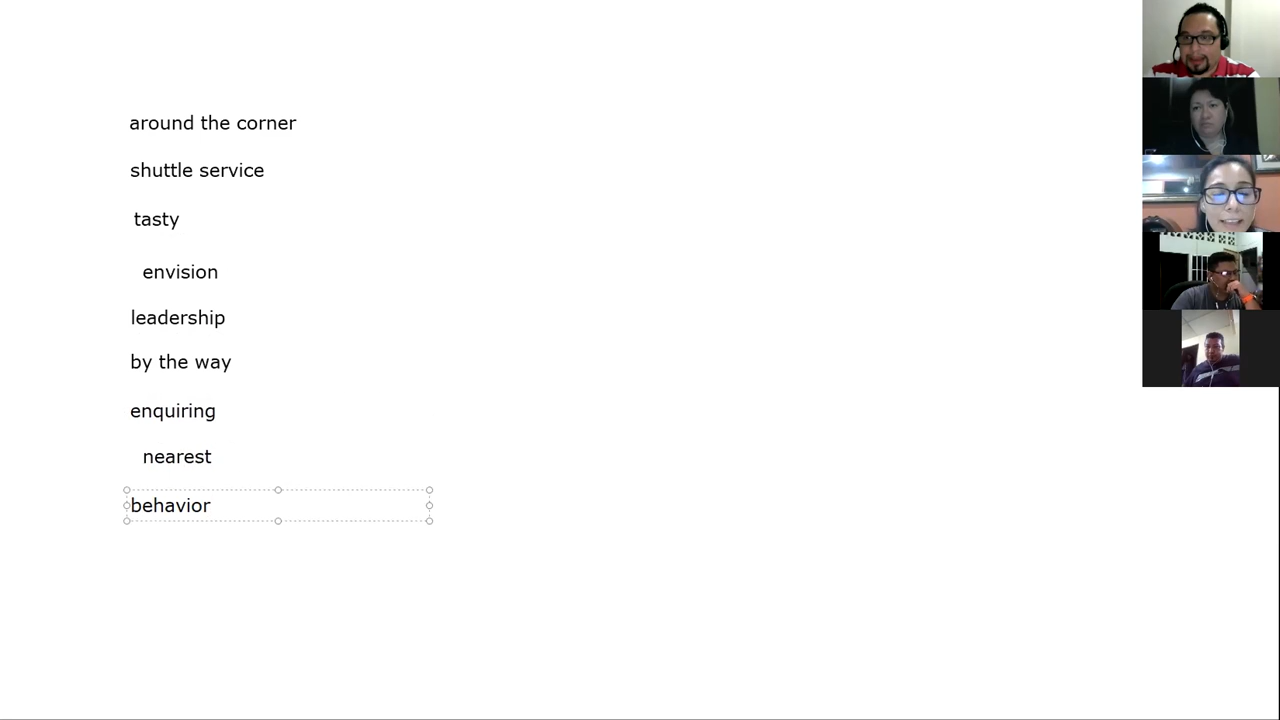 around the corner
shuttle service
tasty
envision
leadership
by the way
enquiring
nearest
behavior